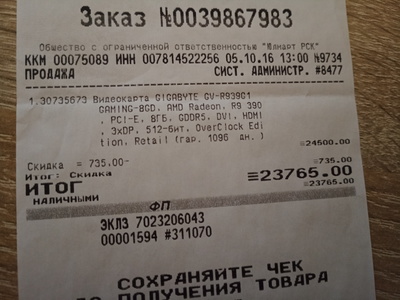 Заказ №0039867983
Общество с ограниченной ответственностью "Юлмарт РСК"
ККМ 00075089 ИНН 007814522256 05.10.16 13:00 №9734
ПРОДАЖА СИСТ. АДМИНИСТР. #8477
1.30735673 Видеокарта GIGABYTE GV-R939G1
GAMING-8GD, AMD Radeon, R9 390
, PCI-E, 8ГБ, GDDR5, DVI, HDMI
, 3xDP, 512-бит, OverClock Edi
tion, Retail (гар. 1096 дн. )
≡24500.00
Скидка = 735.00- ≡735.00
Итог: Скидка
ИТОГ ≡23765.00
НАЛИЧНЫМИ ≡23765.00
ФП
ЭКЛЗ 7023206043
00001594 #311070
СОХРАНЯЙТЕ ЧЕК
ДО ПОЛУЧЕНИЯ ТОВАРА